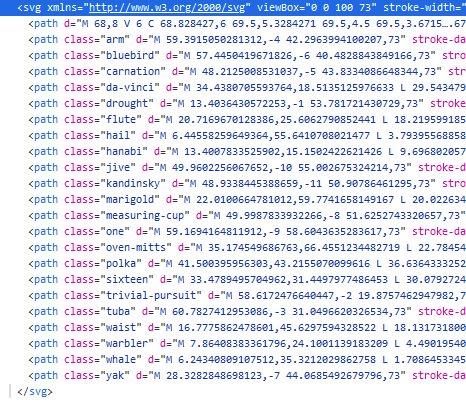 <svg xmlns="http://www.w3.org/2000/svg" viewBox="0 0 100 73" stroke-width="
<path d="M 68,8 V 6 C 68.828427,6 69.5,5.3284271 69.5,4.5 69.5,3.6715…67
<path class="arm" d="M 59.3915050281312,-4 42.2963994100207,73" stroke-da
<path class="bluebird" d="M 57.4450419671826,-6 40.4828843849166,73" stro
<path class="carnation" d="M 48.2125008531037,-5 43.8334086648344,73" str
<path class="da-vinci" d="M 34.4380705593764,18.5135125976633 L 29.543479
<path class="drought" d="M 13.4036430572253,-1 53.781721430729,73" stroke
<path class="flute" d="M 20.7169670128386,25.6062790852441 L 18.219599185
<path class="hail" d="M 6.44558259649364,55.6410708021477 L 3.79395568858
<path class="hanabi" d="M 13.4007833525902,15.1502422621426 L 9.696802057
<path class="jive" d="M 49.9602256067652,-10 55.002675324214,73" stroke-d
<path class="kandinsky" d="M 48.9338445388659,-11 50.90786461295,73" stro
<path class="marigold" d="M 22.0100664781012,59.7741658149167 L 20.022634
<path class="measuring-cup" d="M 49.9987833932266,-8 51.6252743320657,73"
<path class="one" d="M 59.1694164811912,-9 58.6043635283617,73" stroke-da
<path class="oven-mitts" d="M 35.174549686763,66.4551234482719 L 22.78454
<path class="polka" d="M 41.500395956303,43.2155070099616 L 36.6364333252
<path class="sixteen" d="M 33.4789495704962,31.4497977486453 L 30.0792724
<path class="trivial-pursuit" d="M 58.6172476640447,-2 19.8757462947982,7
<path class="tuba" d="M 60.7827412953086,-3 31.0496620326534,73" stroke-d
<path class="waist" d="M 16.7775862478601,45.6297594328522 L 18.131731800
<path class="warbler" d="M 7.86408383361796,24.1001139183209 L 4.49019540
<path class="whale" d="M 6.24340809107512,35.3212029862758 L 1.7086453345
<path class="yak" d="M 28.3282848698123,-7 44.0685492679796,73" stroke-da
</svg>